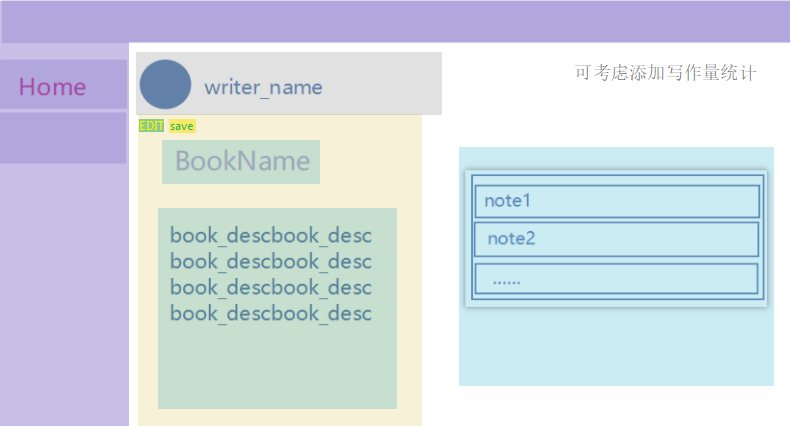 Home
writer_name
可考虑添加写作量统计
EDIT save
BookName
book_descbook_desc
book_descbook_desc
book_descbook_desc
book_descbook_desc
note1
note2
......